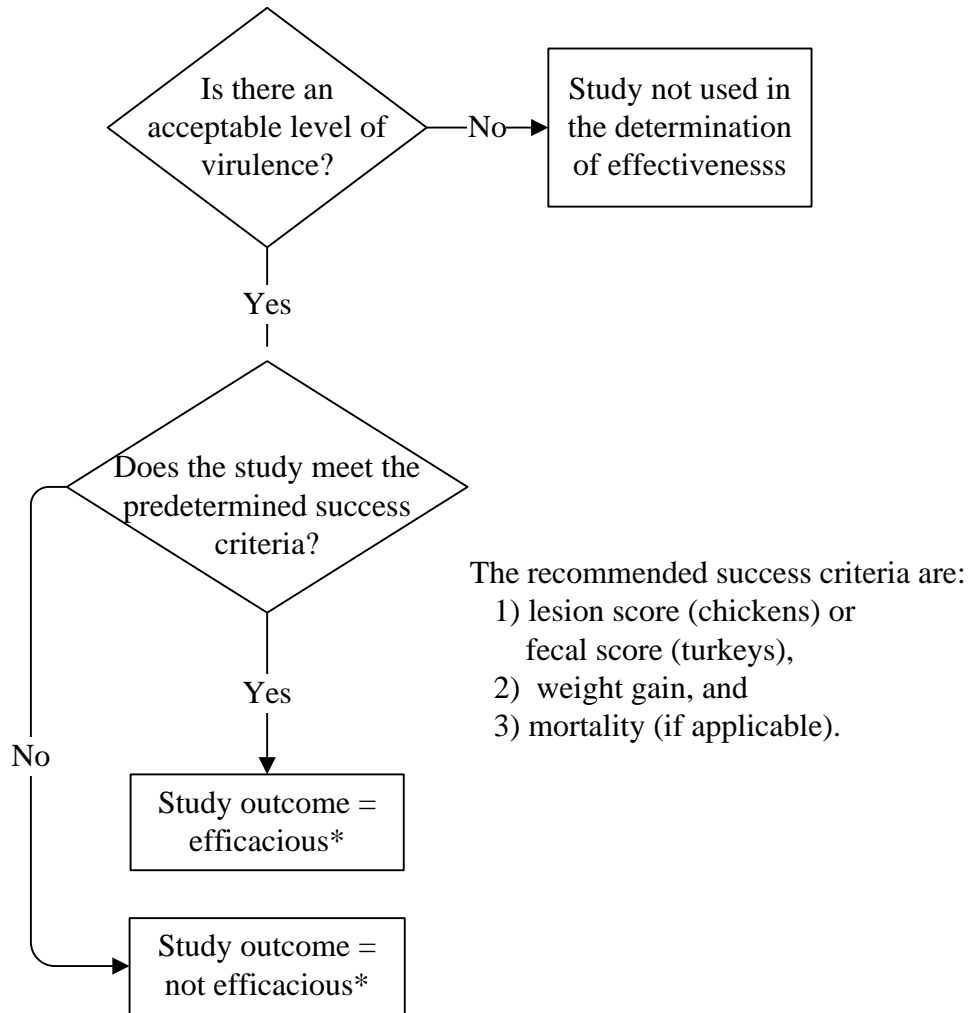 Is there an
acceptable level of
virulence?
No
Study not used in
the determination
of effectivenesss
Yes
Does the study meet the
predetermined success
criteria?
The recommended success criteria are:
1) lesion score (chickens) or
fecal score (turkeys),
2) weight gain, and
3) mortality (if applicable).
Yes
No
Study outcome =
efficacious*
Study outcome =
not efficacious*